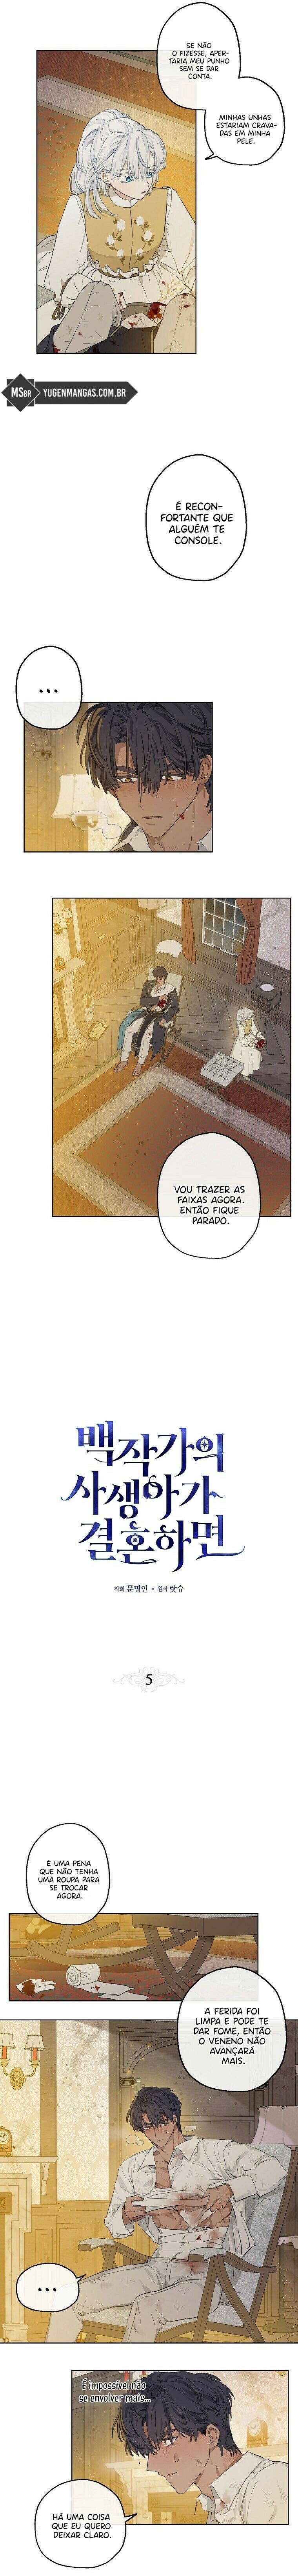 SE NÃO
O FIZESSE, APER-
TARIA MEU PUNHO
SEM SE DAR
CONTA.
MINHAS UNHAS
ESTARIAM CRAVA-
DAS EM MINHA
PELE.
MSBR YUGENMANGAS.COM.BR
É RECON-
FORTANTE QUE
ALGUÉM TE
CONSOLE.
...
VOU TRAZER AS
FAIXAS AGORA.
ENTÃO FIQUE
PARADO.
백작가의
사생아가
결혼하면
작화 문명인 × 원작 랏슈
5
É UMA PENA
QUE NÃO TENHA
UMA ROUPA PARA
SE TROCAR
AGORA.
A FERIDA FOI
LIMPA E PODE TE
DAR FOME, ENTÃO
O VENENO NÃO
AVANÇARÁ
MAIS.
...
É impossível não
se envolver mais...
HÁ UMA COISA
QUE EU QUERO
DEIXAR CLARO.